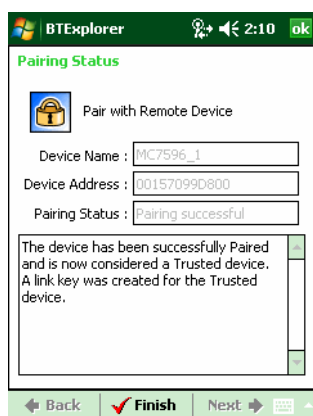 BTExplorer 2:10 ok
Pairing Status
Pair with Remote Device
Device Name : MC7596_1
Device Address : 00157099D800
Pairing Status : Pairing successful
The device has been successfully Paired
and is now considered a Trusted device.
A link key was created for the Trusted
device.
Back Finish Next